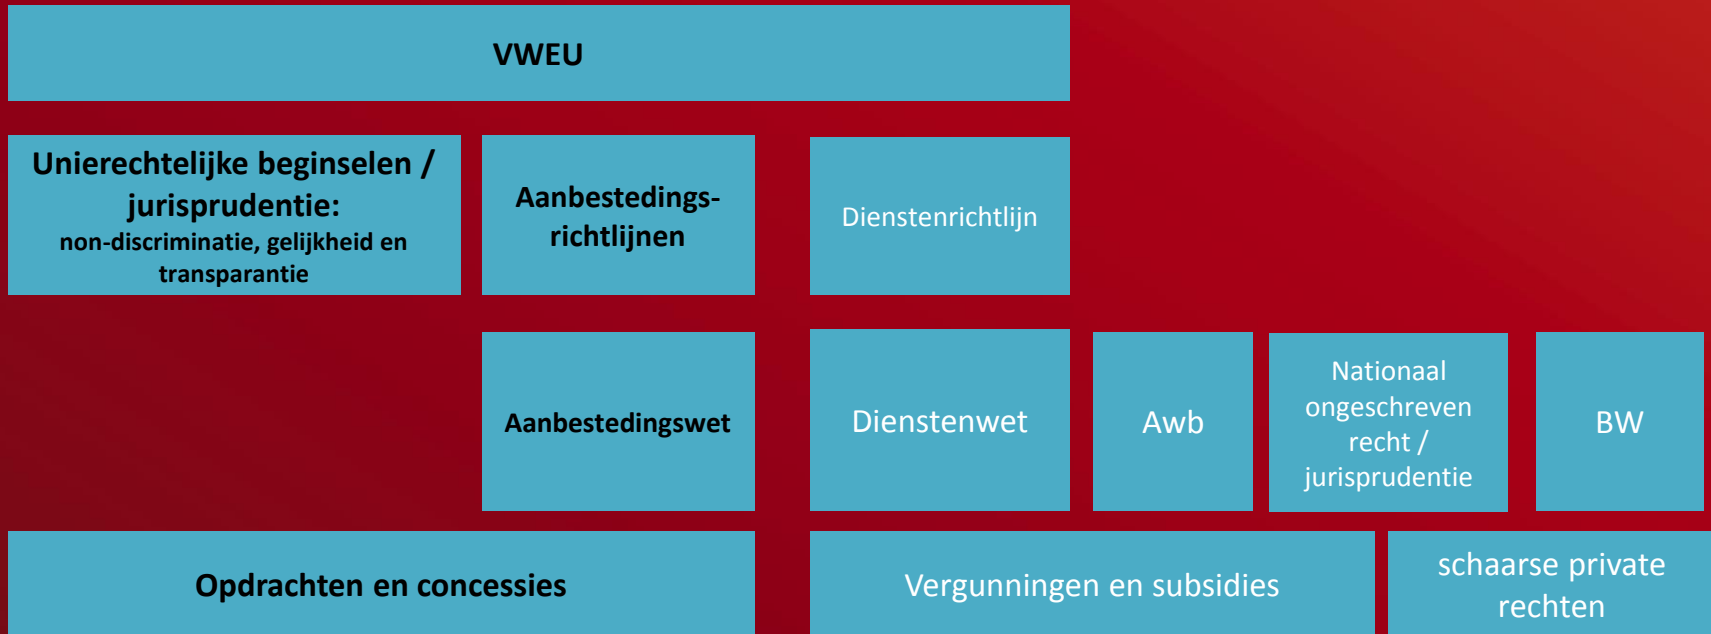 VWEU
Unierechtelijke beginselen /
jurisprudentie:
non-discriminatie, gelijkheid en
transparantie
Aanbestedings-
richtlijnen
Dienstenrichtlijn
Aanbestedingswet
Dienstenwet
Awb
Nationaal
ongeschreven
recht /
jurisprudentie
BW
Opdrachten en concessies
Vergunningen en subsidies
schaarse private
rechten